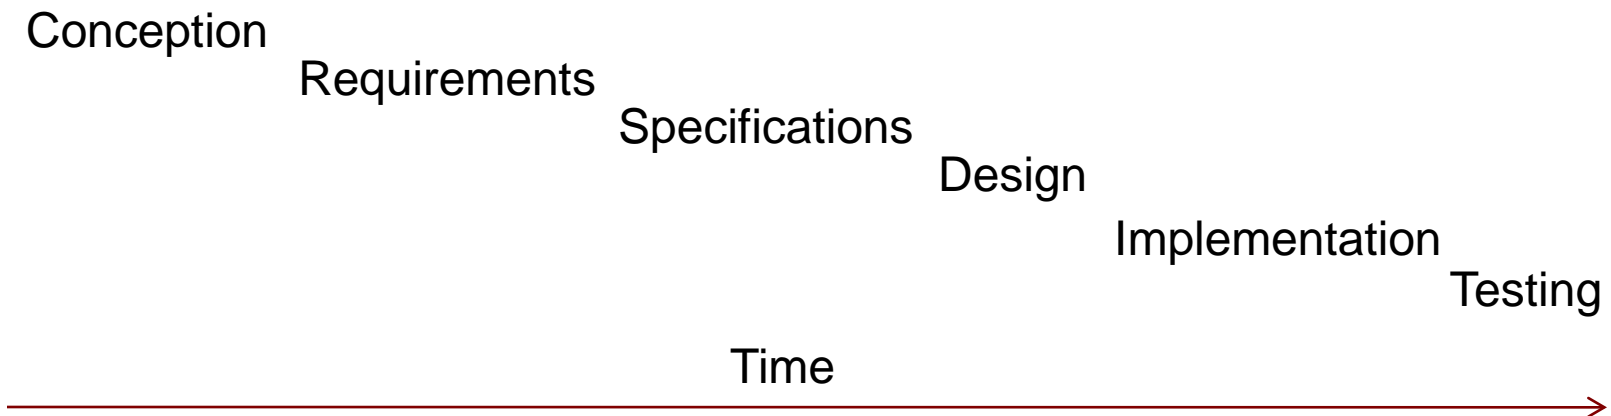 Conception
Requirements
Specifications
Design
Implementation
Testing
Time